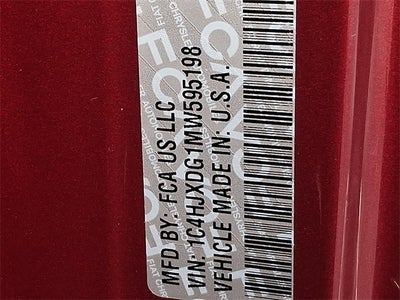 MFD BY: FCA US LLC
VIN: 1C4HJXDG1MW595198
VEHICLE MADE IN U.S.A.